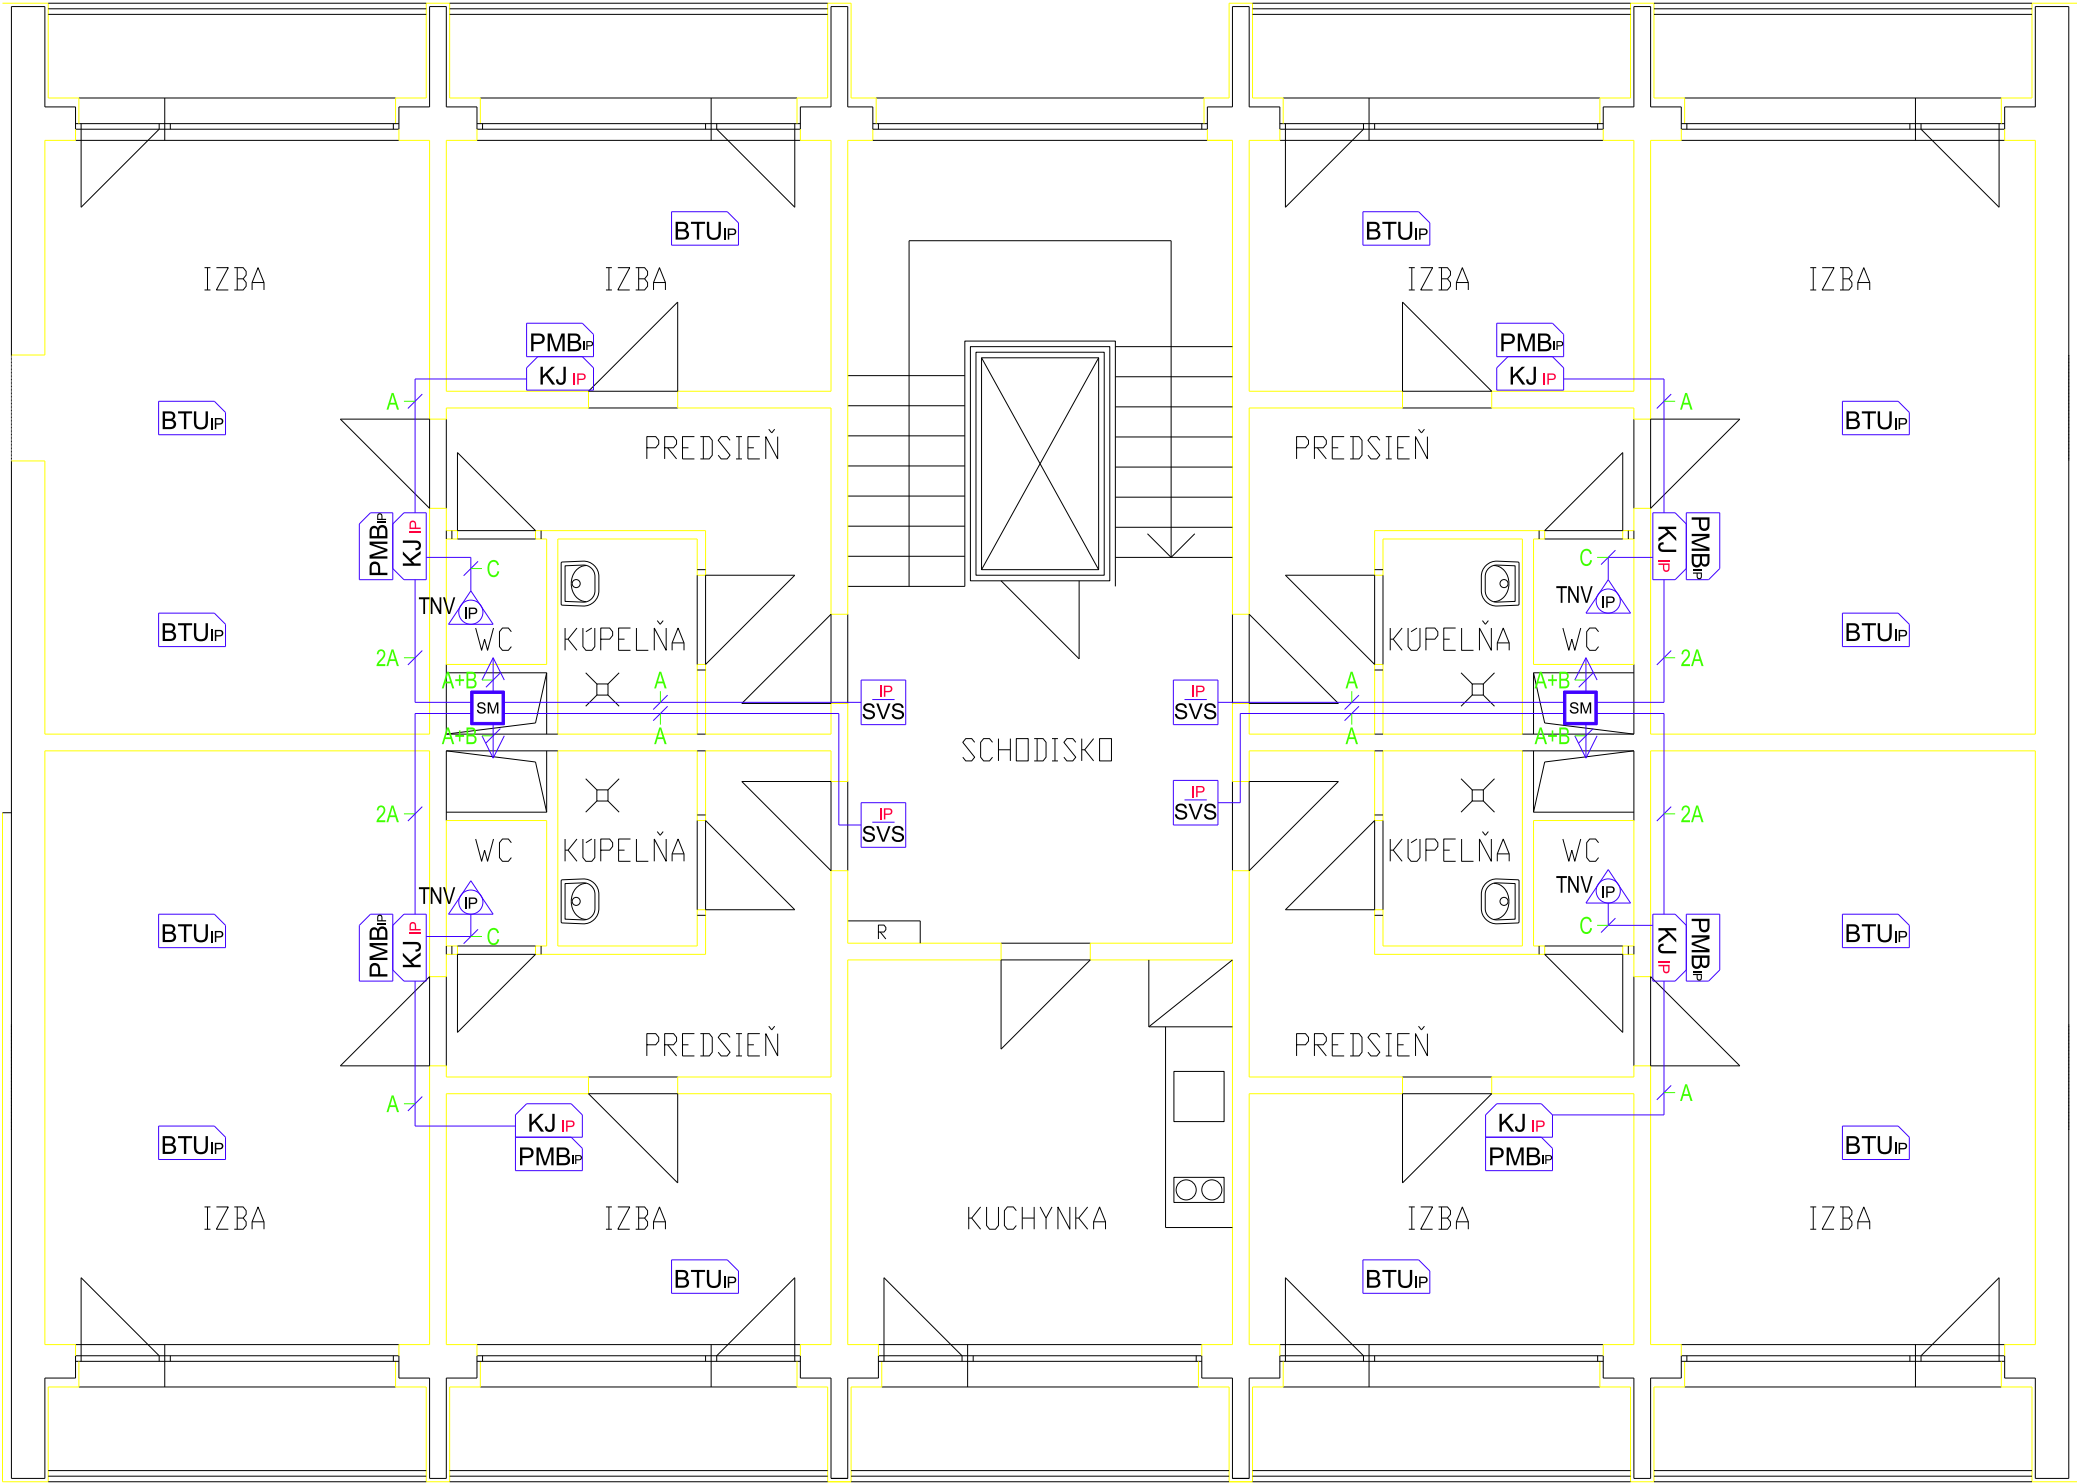 BTUIP
BTUIP
IZBA
IZBA
IZBA
IZBA
PMBIP
PMBIP
KJ IP
KJ IP
A
A
BTUIP
BTUIP
PREDSIEŇ
PREDSIEŇ
PMBIP
KJ IP
C
C
KJ IP
PMBIP
TNV
IP
TNV
IP
BTUIP
WC
KÚPELŇA
KÚPELŇA
WC
BTUIP
2A
2A
A+B
A
A
A+B
SM
IP
SVS
IP
SVS
SM
A+B
A
A
A+B
SCHODISKO
2A
IP
SVS
IP
SVS
2A
WC
KÚPELŇA
KÚPELŇA
WC
TNV
IP
TNV
IP
BTUIP
PMBIP
KJ IP
C
R
C
KJ IP
PMBIP
BTUIP
PREDSIEŇ
PREDSIEŇ
A
A
KJ IP
KJ IP
BTUIP
PMBIP
PMBIP
BTUIP
IZBA
IZBA
KUCHYNKA
IZBA
IZBA
BTUIP
BTUIP